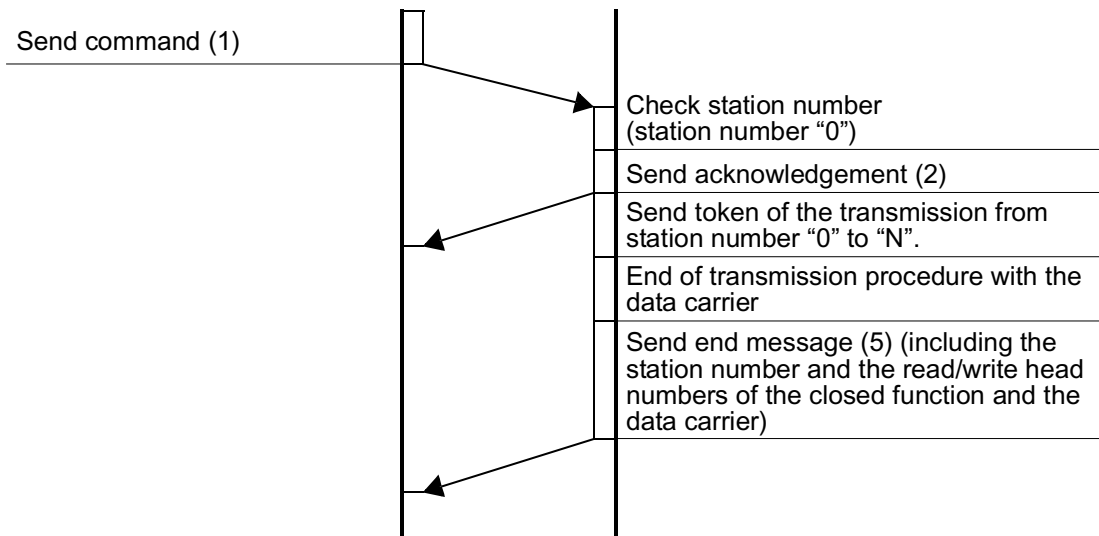 Send command (1)
Check station number
(station number “0”)
Send acknowledgement (2)
Send token of the transmission from
station number “0” to “N”.
End of transmission procedure with the
data carrier
Send end message (5) (including the
station number and the read/write head
numbers of the closed function and the
data carrier)